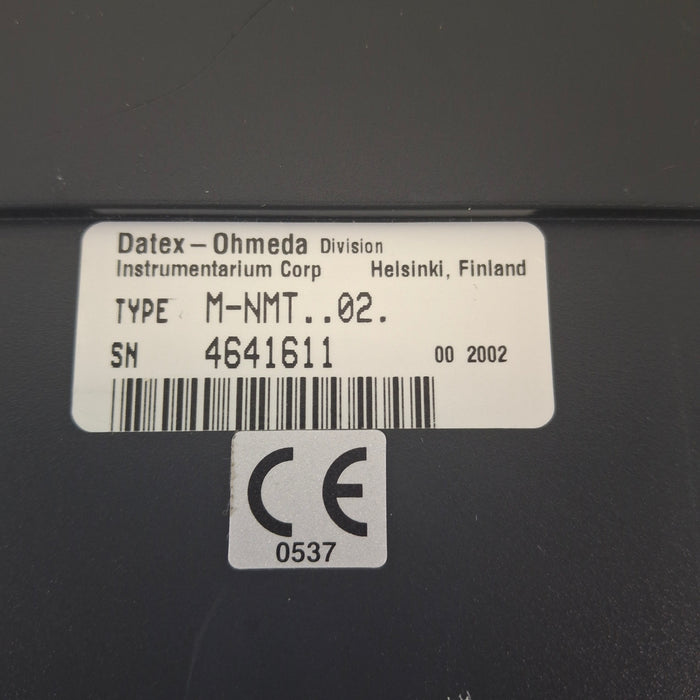 Datex-Ohmeda Division
Instrumentarium Corp Helsinki, Finland
TYPE M-NMT..02.
SN 4641611 00 2002
CE
0537